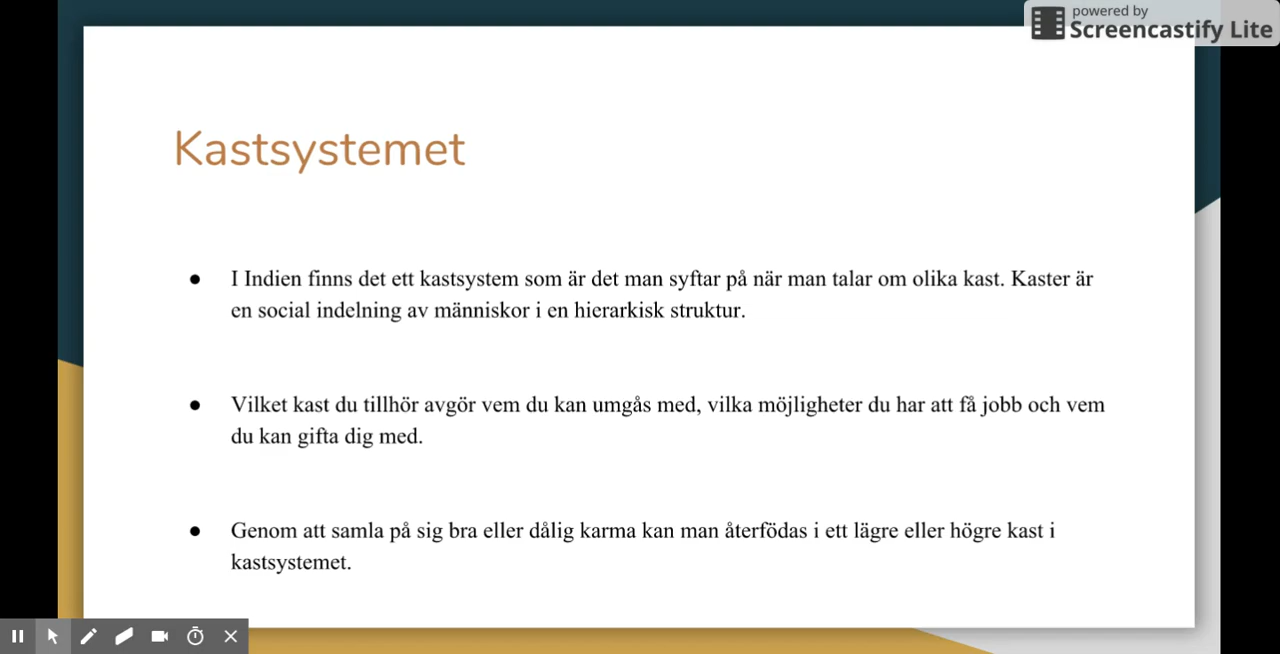 powered by
Screencastify Lite
Kastsystemet
● I Indien finns det ett kastsystem som är det man syftar på när man talar om olika kast. Kaster är
en social indelning av människor i en hierarkisk struktur.
● Vilket kast du tillhör avgör vem du kan umgås med, vilka möjligheter du har att få jobb och vem
du kan gifta dig med.
● Genom att samla på sig bra eller dålig karma kan man återfödas i ett lägre eller högre kast i
kastsystemet.